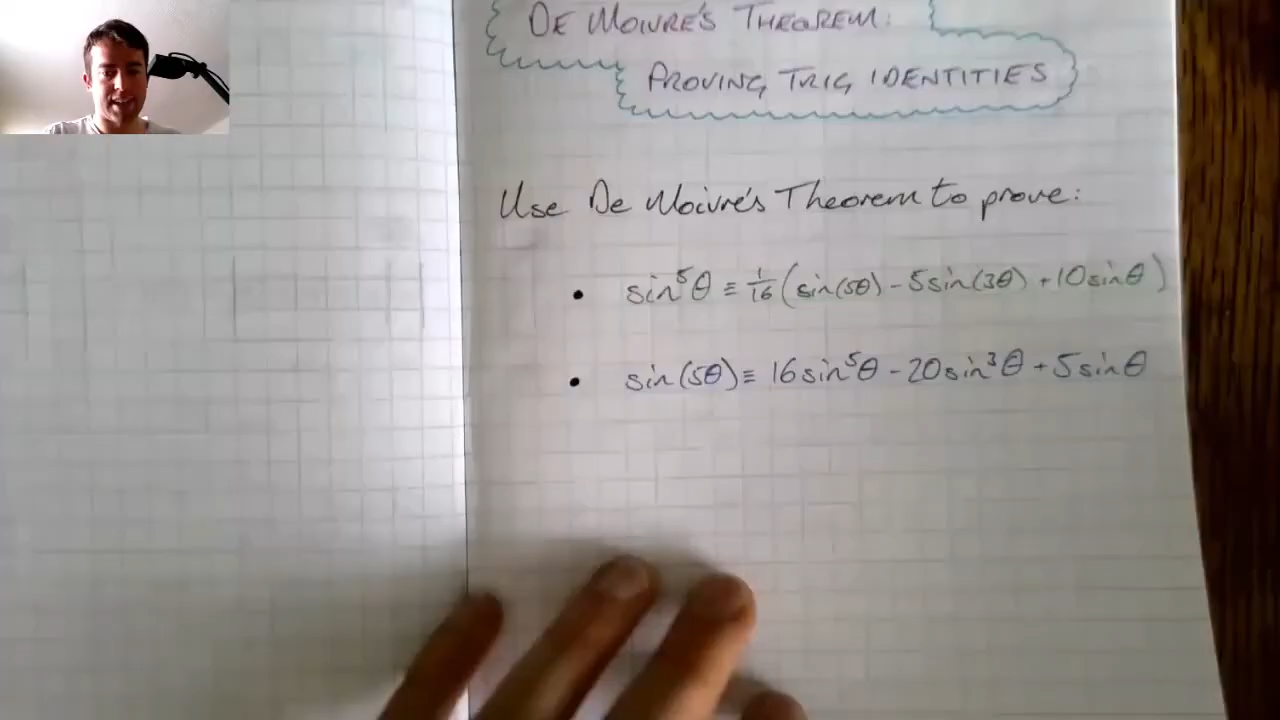 DE MOIVRE'S THEOREM:
PROVING TRIG IDENTITIES
Use De Moivre's Theorem to prove:
• sin⁵θ ≡ 1/16 (sin(5θ) - 5sin(3θ) + 10sinθ)
• sin(5θ) ≡ 16sin⁵θ - 20sin³θ + 5sinθ